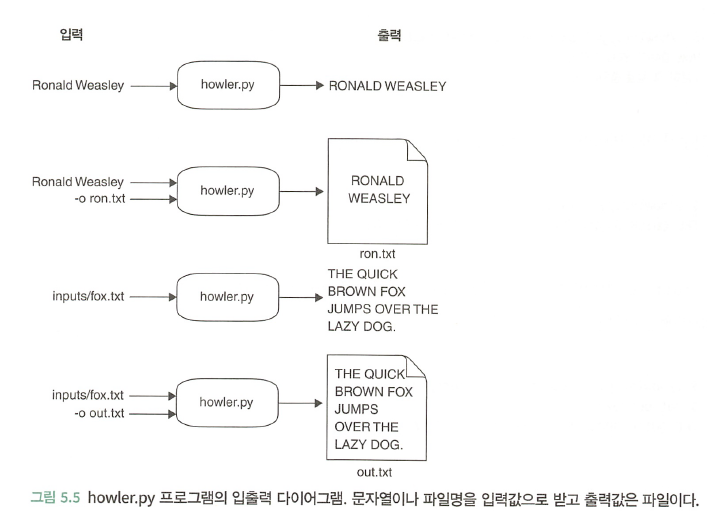 입력 출력
Ronald Weasley howler.py RONALD WEASLEY
Ronald Weasley
-o ron.txt
howler.py
RONALD
WEASLEY
ron.txt
inputs/fox.txt
howler.py
THE QUICK
BROWN FOX
JUMPS OVER THE
LAZY DOG.
inputs/fox.txt
-o out.txt
howler.py
THE QUICK
BROWN FOX
JUMPS
OVER THE
LAZY DOG.
out.txt
그림 5.5 howler.py 프로그램의 입출력 다이어그램. 문자열이나 파일명을 입력값으로 받고 출력값은 파일이다.